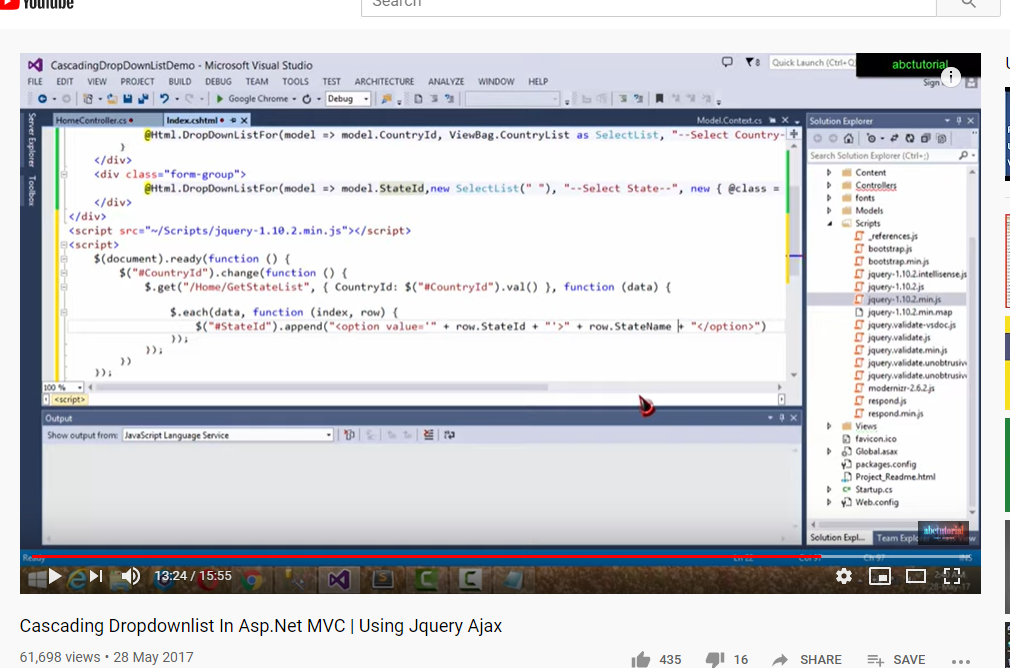 YouTube
Search
CascadingDropDownListDemo - Microsoft Visual Studio
Quick Launch (Ctrl+Q)
abctutorial
FILE EDIT VIEW PROJECT BUILD DEBUG TEAM TOOLS TEST ARCHITECTURE ANALYZE WINDOW HELP
Sign
Google Chrome Debug
HomeController.cs Index.cshtml Model.Context.cs
Server Explorer
Toolbox
@Html.DropDownListFor(model => model.CountryId, ViewBag.CountryList as SelectList, "--Select Country-
}
</div>
<div class="form-group">
@Html.DropDownListFor(model => model.StateId,new SelectList(" "), "--Select State--", new { @class =
</div>
</div>
<script src="~/Scripts/jquery-1.10.2.min.js"></script>
<script>
$(document).ready(function () {
$("#CountryId").change(function () {
$.get("/Home/GetStateList", { CountryId: $("#CountryId").val() }, function (data) {
$.each(data, function (index, row) {
$("#StateId").append("<option value='" + row.StateId + "'>" + row.StateName + "</option>")
});
});
})
});
100 %
<script>
Output
Show output from: JavaScript Language Service
Solution Explorer
Search Solution Explorer (Ctrl+;)
Content
Controllers
fonts
Models
Scripts
_references.js
bootstrap.js
bootstrap.min.js
jquery-1.10.2.intellisense.js
jquery-1.10.2.js
jquery-1.10.2.min.js
jquery-1.10.2.min.map
jquery.validate-vsdoc.js
jquery.validate.js
jquery.validate.min.js
jquery.validate.unobtrusiv
jquery.validate.unobtrusiv
modernizr-2.6.2.js
respond.js
respond.min.js
Views
favicon.ico
Global.asax
packages.config
Project_Readme.html
Startup.cs
Web.config
abctutorial
Solution Expl... Team Explo
Ready
13:24 / 15:55
Cascading Dropdownlist In Asp.Net MVC | Using Jquery Ajax
61,698 views • 28 May 2017
435 16 SHARE SAVE